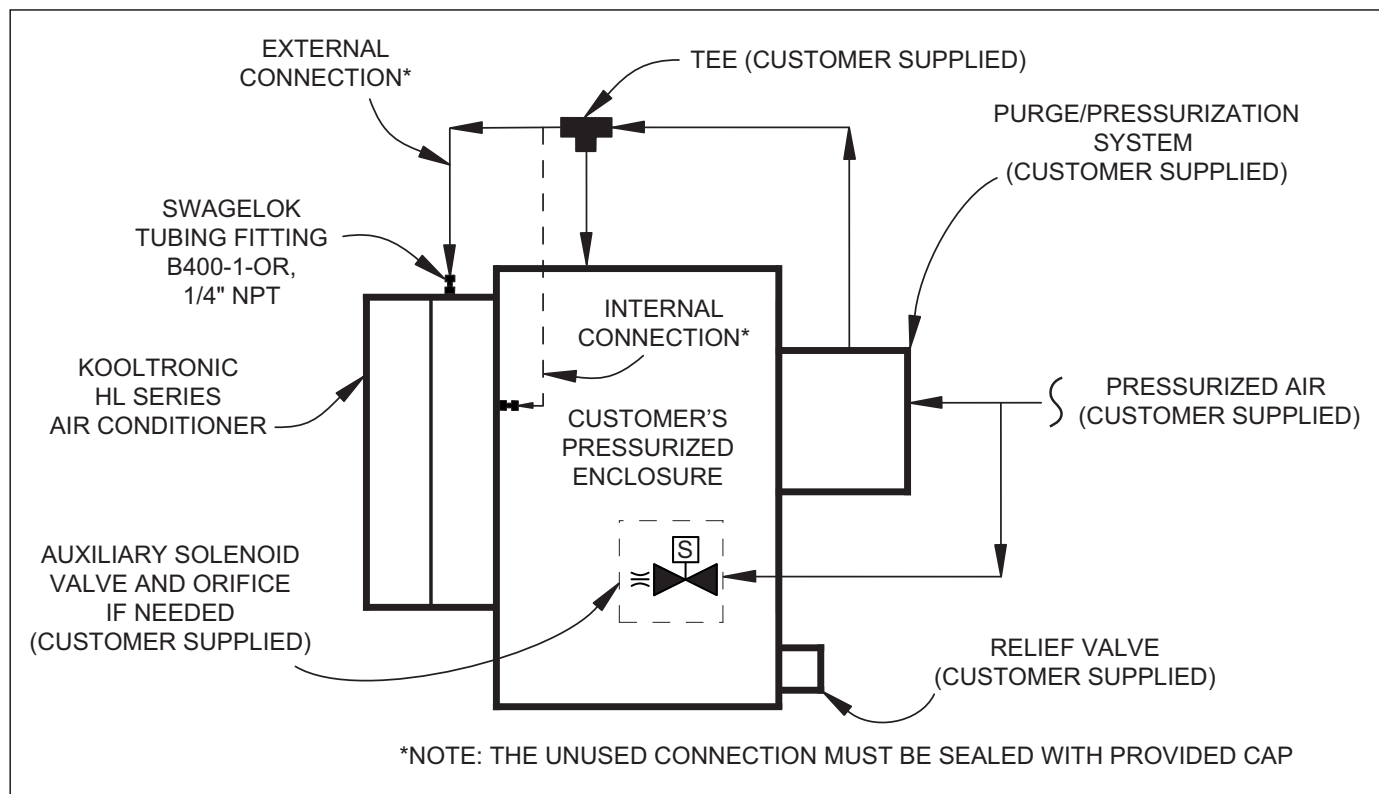 EXTERNAL
CONNECTION*
TEE (CUSTOMER SUPPLIED)
PURGE/PRESSURIZATION
SYSTEM
(CUSTOMER SUPPLIED)
SWAGELOK
TUBING FITTING
B400-1-OR,
1/4" NPT
INTERNAL
CONNECTION*
KOOLTRONIC
HL SERIES
AIR CONDITIONER
PRESSURIZED AIR
(CUSTOMER SUPPLIED)
CUSTOMER’S
PRESSURIZED
ENCLOSURE
S
AUXILIARY SOLENOID
VALVE AND ORIFICE
IF NEEDED
(CUSTOMER SUPPLIED)
RELIEF VALVE
(CUSTOMER SUPPLIED)
*NOTE: THE UNUSED CONNECTION MUST BE SEALED WITH PROVIDED CAP